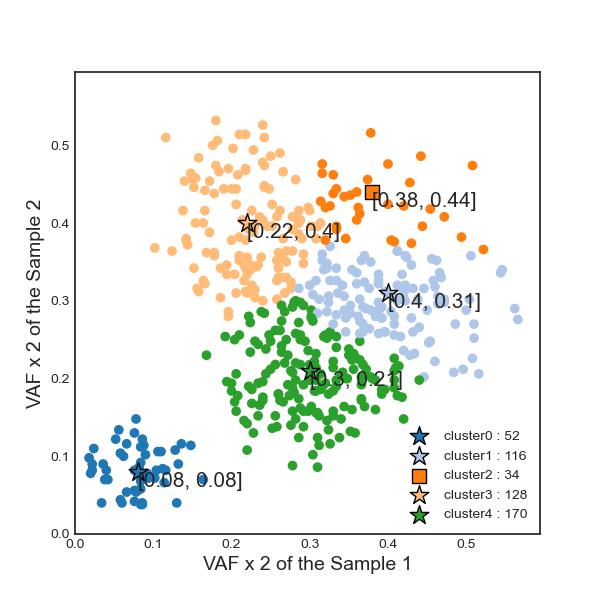 VAF x 2 of the Sample 2
0.5
0.4
0.3
0.2
0.1
0.0
[0.38, 0.44]
[0.22, 0.4]
[0.4, 0.31]
[0.3, 0.21]
[0.08, 0.08]
cluster0 : 52
cluster1 : 116
cluster2 : 34
cluster3 : 128
cluster4 : 170
0.0 0.1 0.2 0.3 0.4 0.5
VAF x 2 of the Sample 1